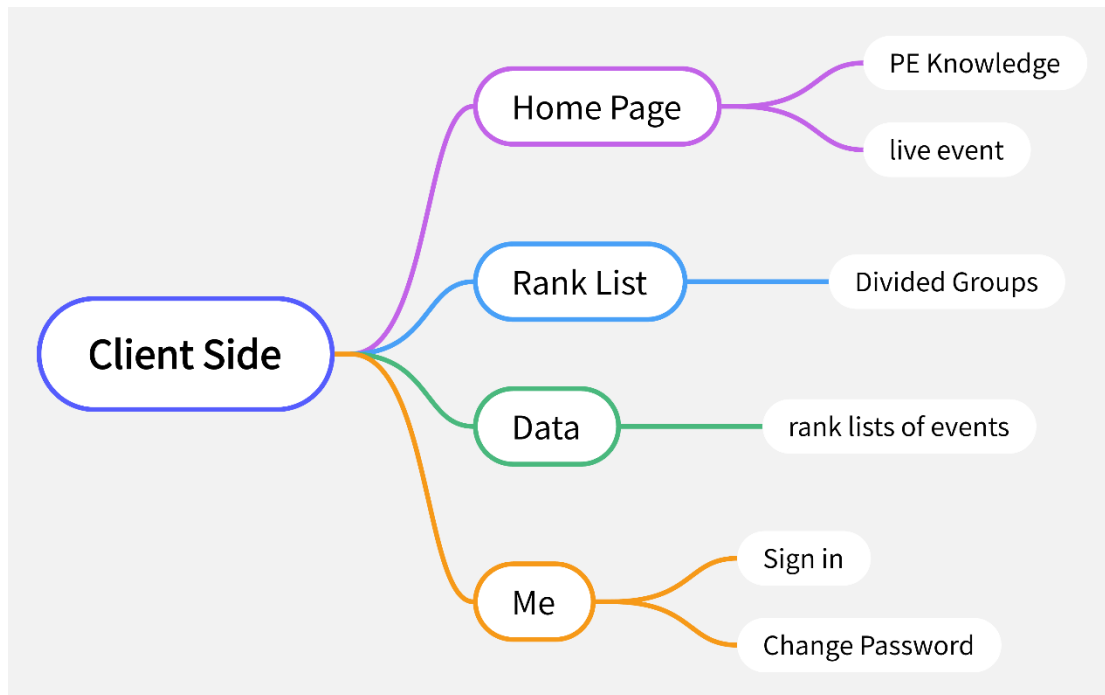 Client Side
Home Page
PE Knowledge
live event
Rank List
Divided Groups
Data
rank lists of events
Me
Sign in
Change Password